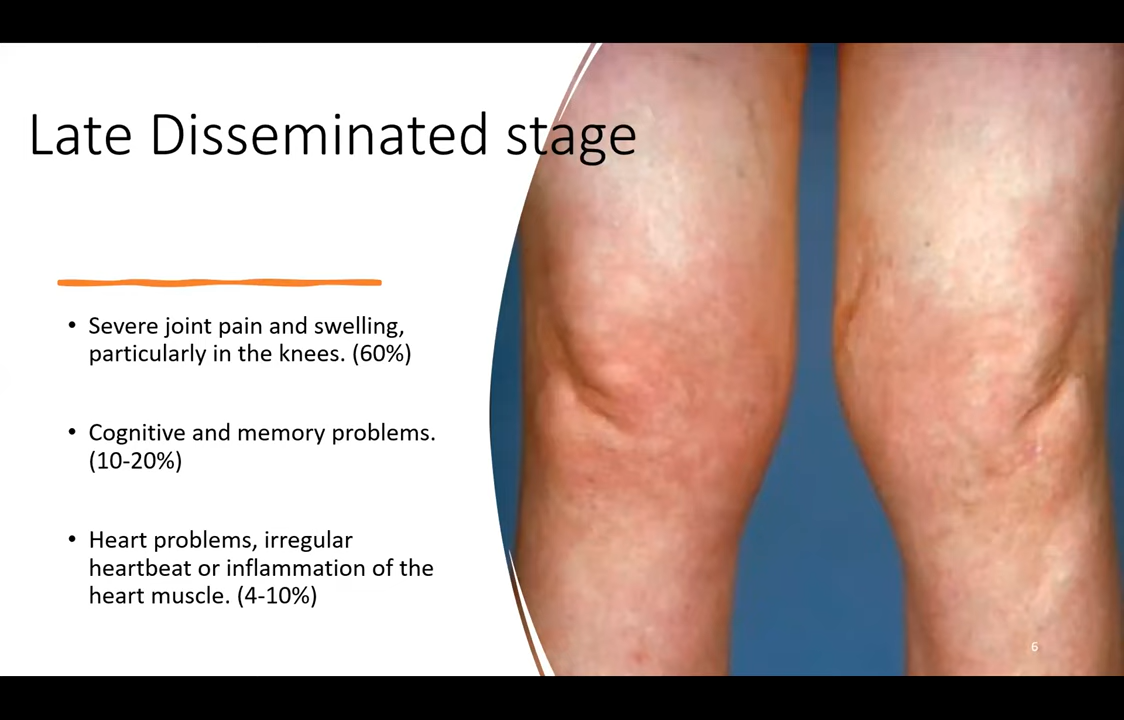 Late Disseminated stage
• Severe joint pain and swelling,
particularly in the knees. (60%)
• Cognitive and memory problems.
(10-20%)
• Heart problems, irregular
heartbeat or inflammation of the
heart muscle. (4-10%)
6